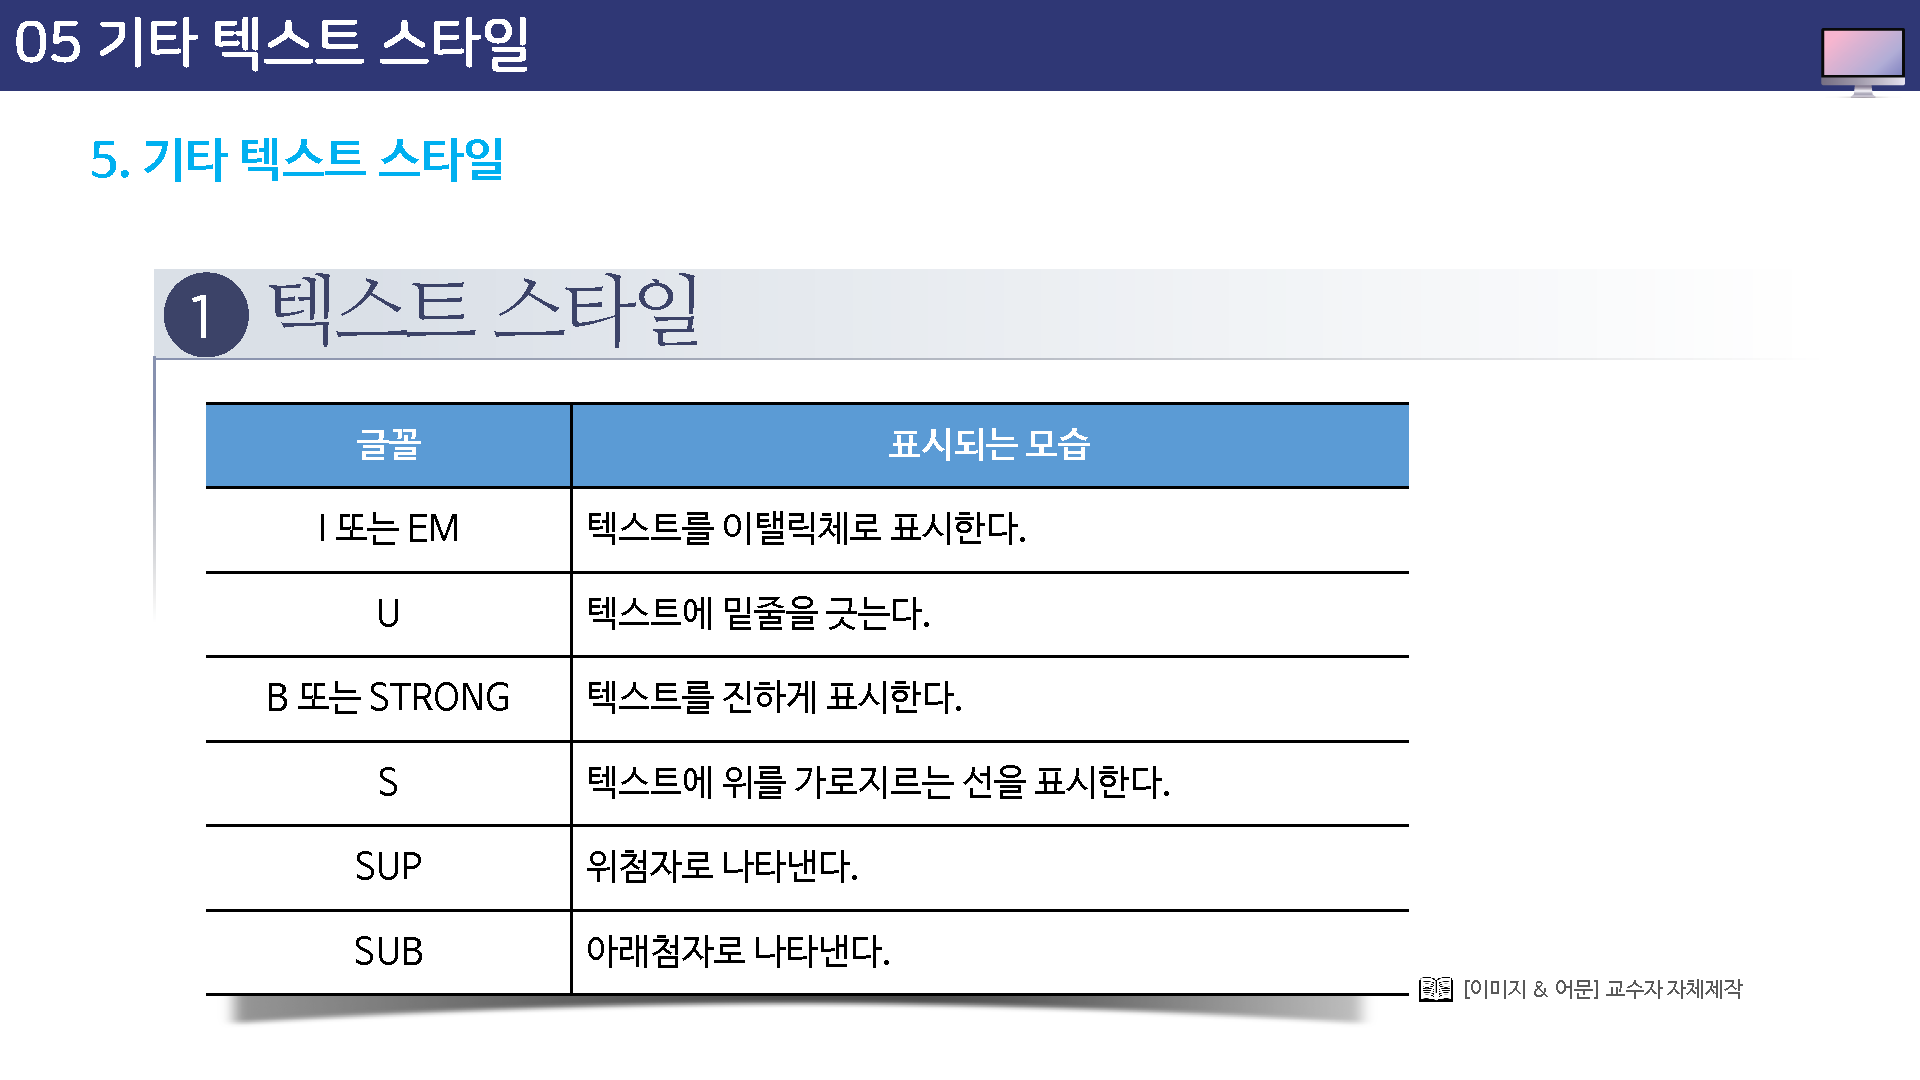 05 기타 텍스트 스타일
5. 기타 텍스트 스타일
1 텍스트 스타일
글꼴 표시되는 모습
I 또는 EM 텍스트를 이탤릭체로 표시한다.
U 텍스트에 밑줄을 긋는다.
B 또는 STRONG 텍스트를 진하게 표시한다.
S 텍스트에 위를 가로지르는 선을 표시한다.
SUP 위첨자로 나타낸다.
SUB 아래첨자로 나타낸다.
[이미지 & 어문] 교수자 자체제작